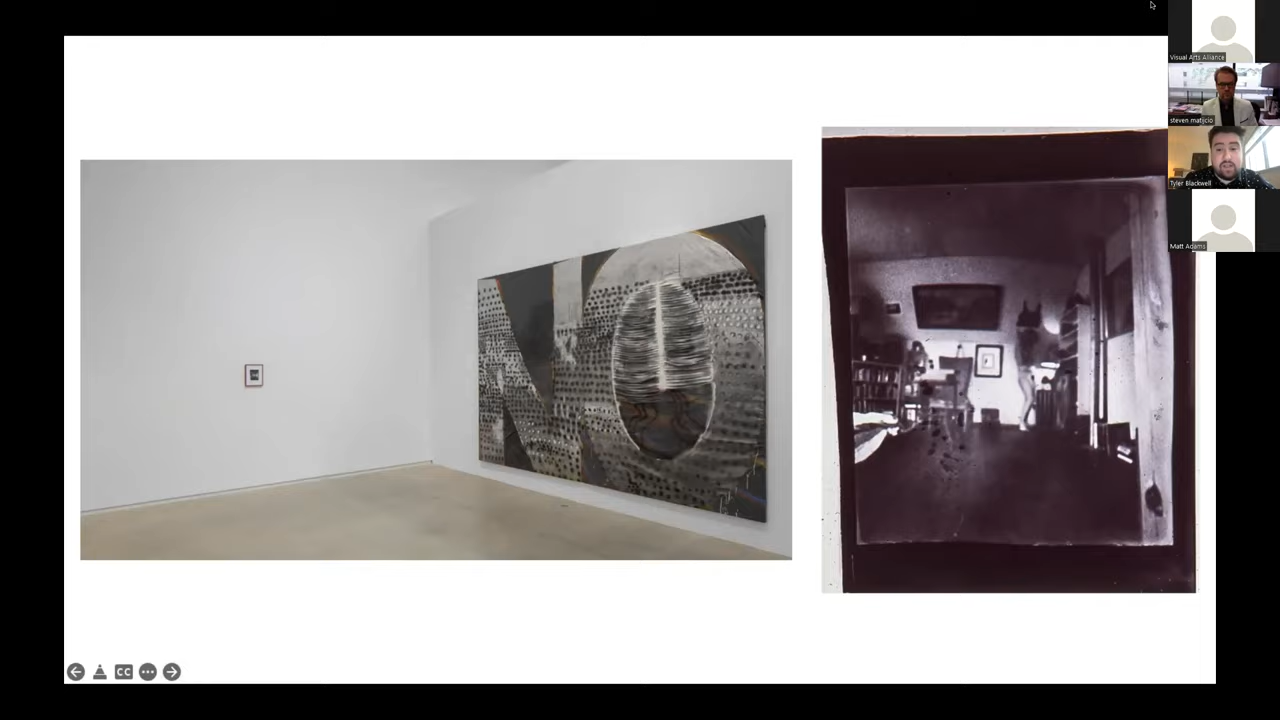 Visual Arts Alliance
steven matijcio
Tyler Blackwell
Matt Adams
CC